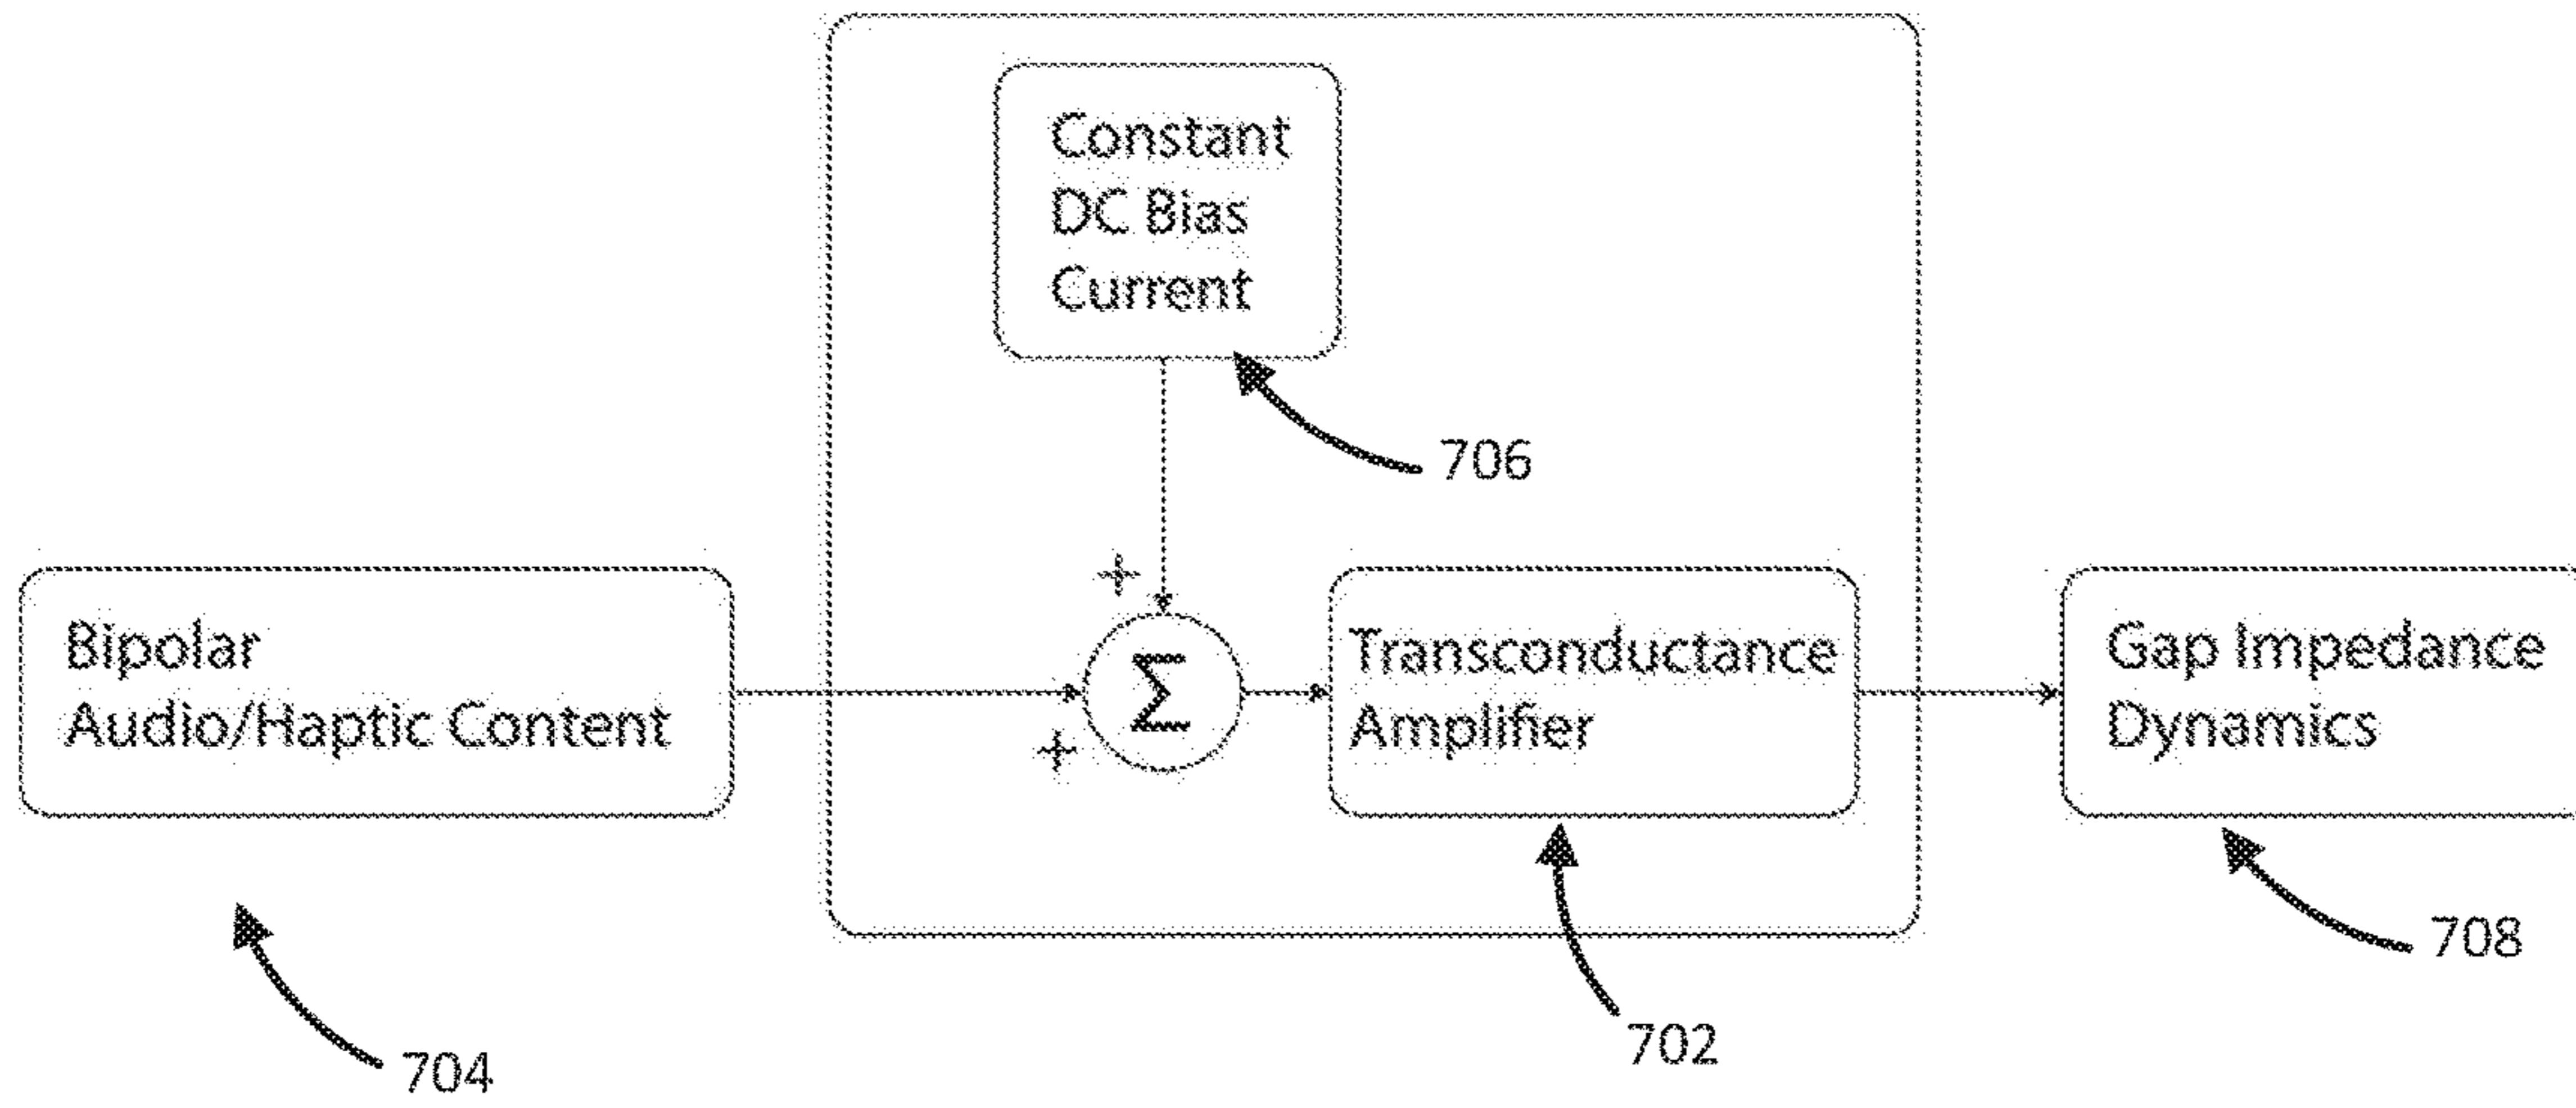 Constant
DC Bias
Current
706
+
Bipolar
Audio/Haptic Content
+
Σ
Transconductance
Amplifier
Gap Impedance
Dynamics
704
702
708